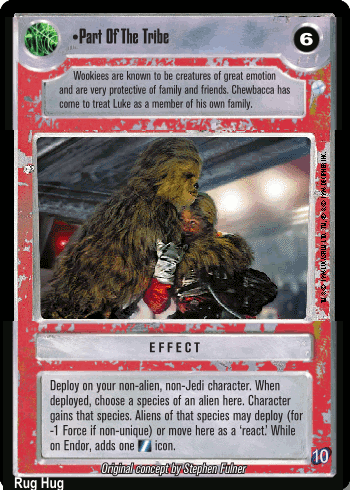 •Part Of The Tribe
6
Wookiees are known to be creatures of great emotion
and are very protective of family and friends. Chewbacca has
come to treat Luke as a member of his own family.
EFFECT
Deploy on your non-alien, non-Jedi character. When
deployed, choose a species of an alien here. Character
gains that species. Aliens of that species may deploy (for
-1 Force if non-unique) or move here as a 'react.' While
on Endor, adds one icon.
10
Original concept by Stephen Fulner
Rug Hug